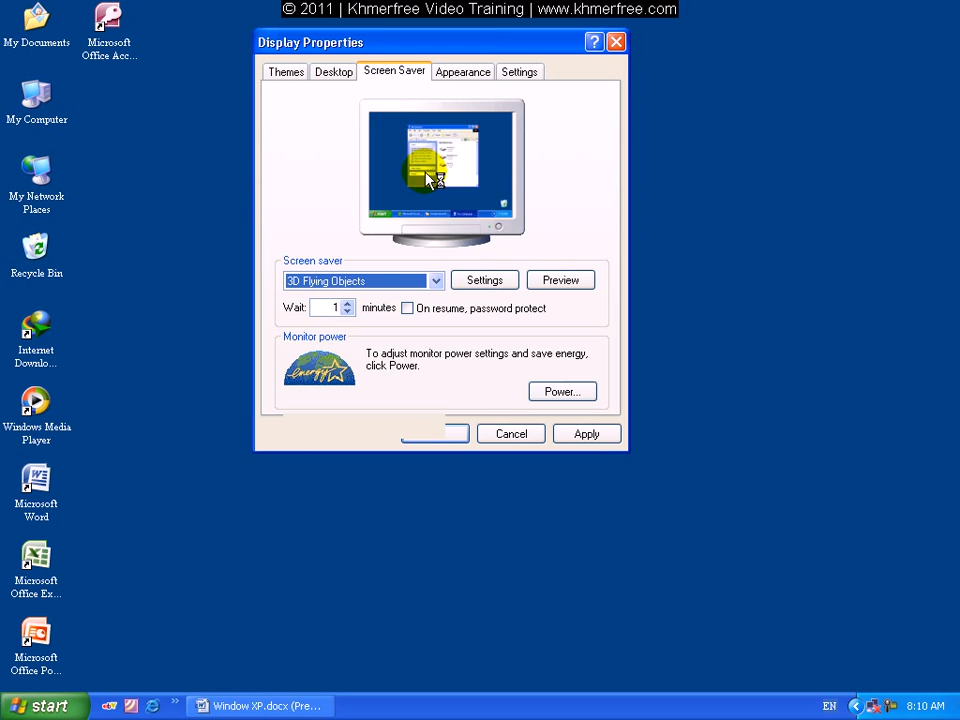 © 2011 | Khmerfree Video Training | www.khmerfree.com
My Documents
Microsoft
Office Acc...
My Computer
My Network
Places
Recycle Bin
Internet
Downlo...
Windows Media
Player
Microsoft
Word
Microsoft
Office Ex...
Microsoft
Office Po...
Display Properties
Themes
Desktop
Screen Saver
Appearance
Settings
Screen saver
3D Flying Objects
Settings
Preview
Wait:
1
minutes
On resume, password protect
Monitor power
energy
To adjust monitor power settings and save energy,
click Power.
Power...
Cancel
Apply
start
Window XP.docx (Pre...
EN
8:10 AM